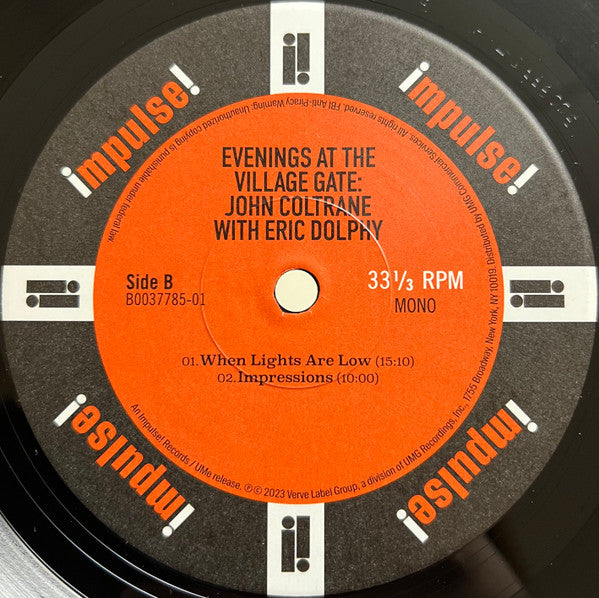 impulse!
impulse!
EVENINGS AT THE
VILLAGE GATE:
JOHN COLTRANE
WITH ERIC DOLPHY
Side B
B0037785-01
33 1/3 RPM
MONO
01. When Lights Are Low (15:10)
02. Impressions (10:00)
impulse!
impulse!
An Impulse! Records / UMe release. ℗ © 2023 Verve Label Group, a division of UMG Recordings, Inc., 1755 Broadway, New York, NY 10019. Distributed by UMG Commercial Services. All rights reserved. FBI Anti-Piracy Warning: Unauthorized copying is punishable under federal law.